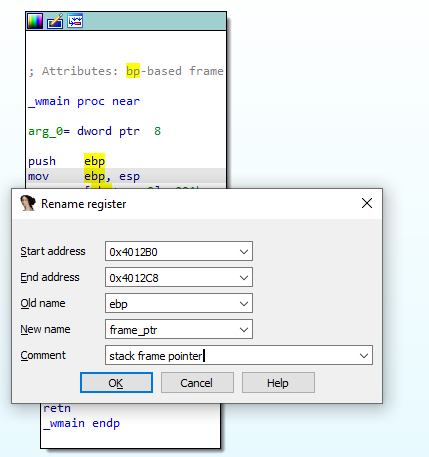 ; Attributes: bp-based frame
_wmain proc near
arg_0= dword ptr 8
push ebp
mov ebp, esp
Rename register
Start address 0x4012B0
End address 0x4012C8
Old name ebp
New name frame_ptr
Comment stack frame pointer
OK Cancel Help
retn
_wmain endp